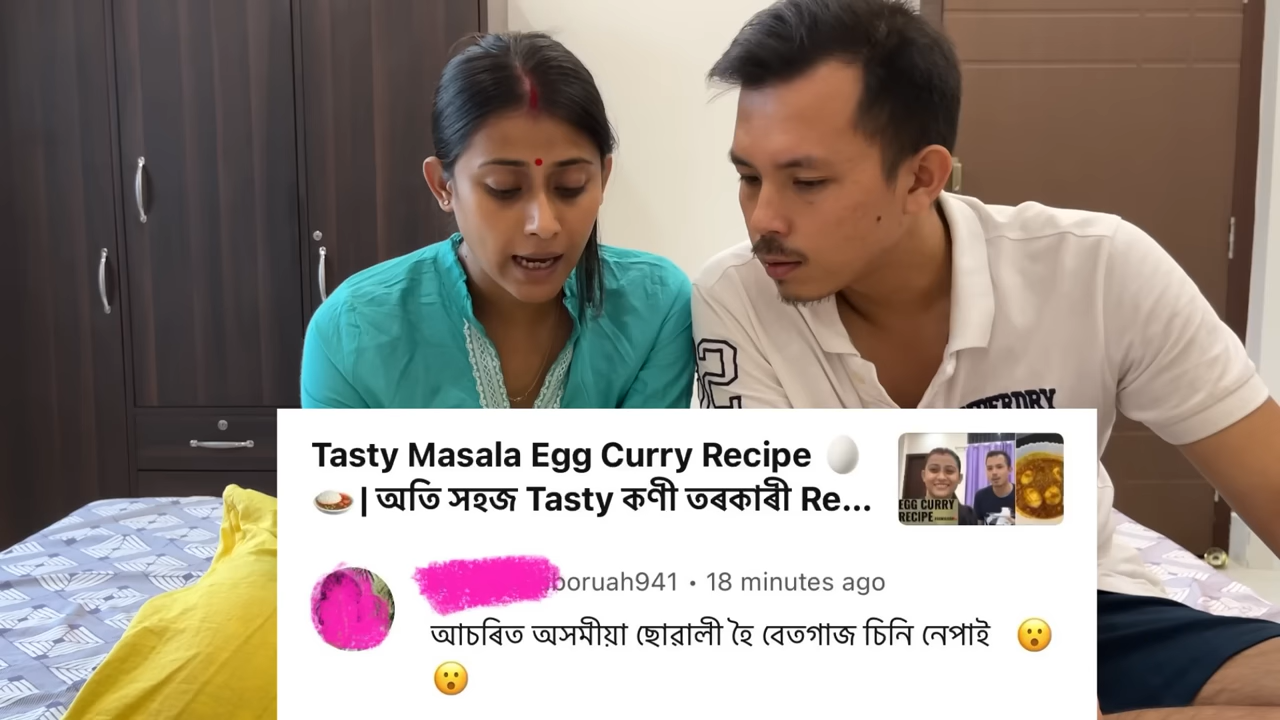 Tasty Masala Egg Curry Recipe 🥚
🍛 | অতি সহজ Tasty কণী তৰকাৰী Re...
EGG CURRY
RECIPE
boruah941 • 18 minutes ago
আচৰিত অসমীয়া ছোৱালী হৈ বেতগাজ চিনি নেপাই 😮
😮